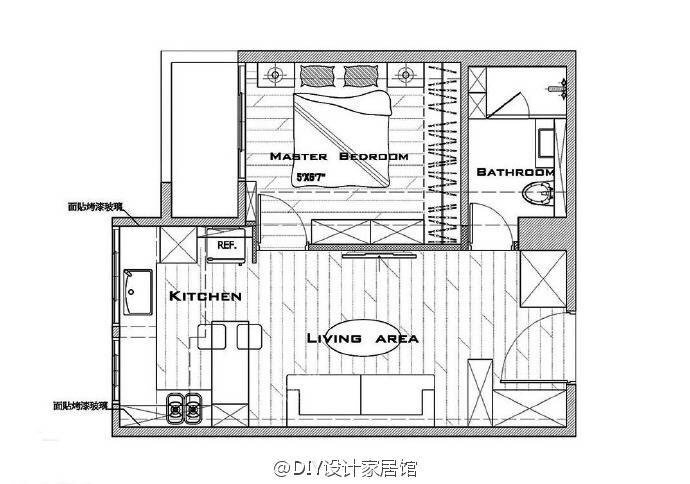 MASTER BEDROOM
5'X6'7"
BATHROOM
面貼烤漆玻璃
REF.
KITCHEN
LIVING AREA
面貼烤漆玻璃
@DIY设计家居馆